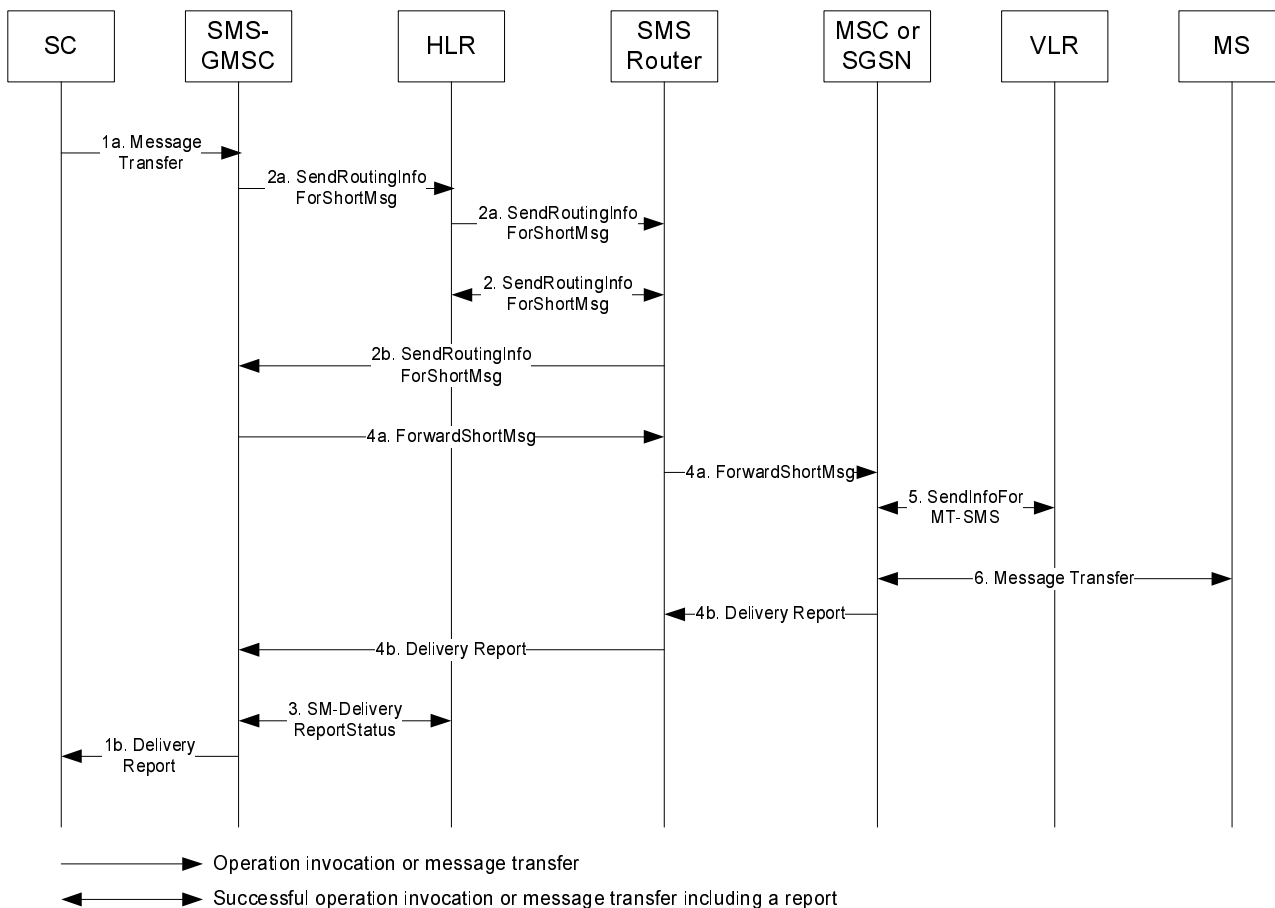 SC
SMS-
GMSC
HLR
SMS
Router
MSC or
SGSN
VLR
MS
1a. Message
Transfer
2a. SendRoutingInfo
ForShortMsg
2a. SendRoutingInfo
ForShortMsg
2. SendRoutingInfo
ForShortMsg
2b. SendRoutingInfo
ForShortMsg
4a. ForwardShortMsg
4a. ForwardShortMsg
5. SendInfoFor
MT-SMS
6. Message Transfer
4b. Delivery Report
4b. Delivery Report
3. SM-Delivery
ReportStatus
1b. Delivery
Report
Operation invocation or message transfer
Successful operation invocation or message transfer including a report